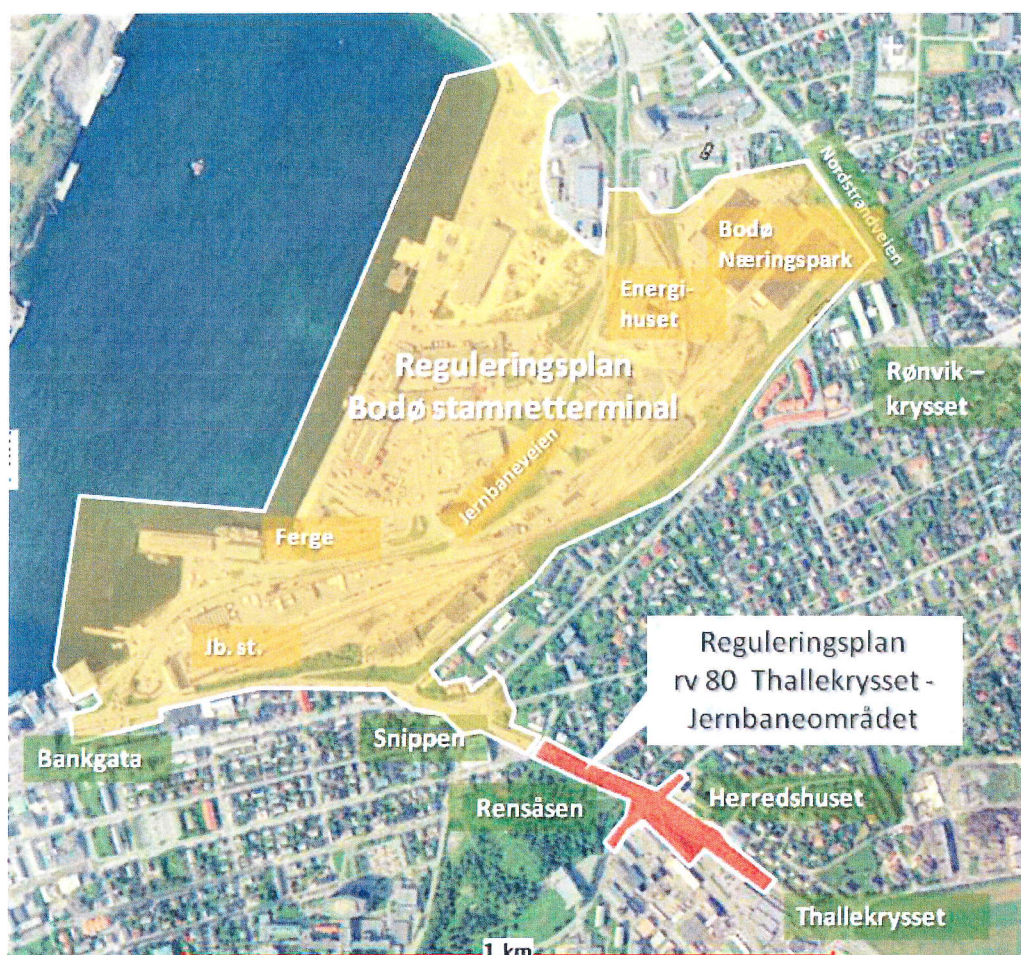 Nordstrandveien
Bodø
Næringspark
Energi-
huset
Reguleringsplan
Bodø stamnetterminal
Rønvik –
krysset
Jernbaneveien
Ferge
Jb. st.
Reguleringsplan
rv 80 Thallekrysset -
Jernbaneområdet
Snippen
Bankgata
Rensåsen
Herredshuset
Thallekrysset
1 km